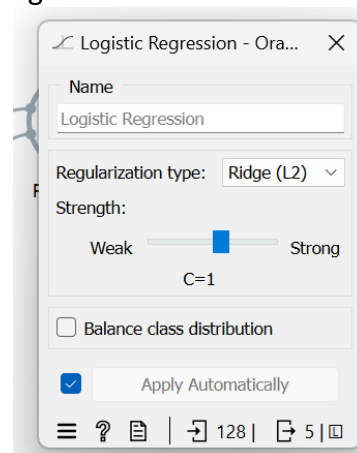 Logistic Regression - Ora...
Name
Logistic Regression
Regularization type: Ridge (L2)
Strength:
Weak Strong
C=1
Balance class distribution
Apply Automatically
? 128 | 5 | L